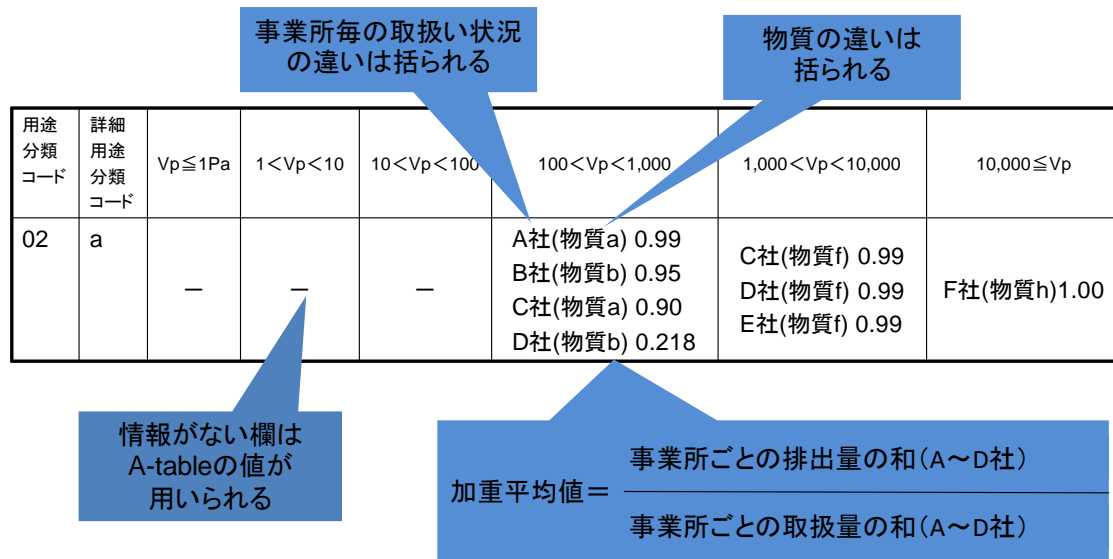 事業所毎の取扱い状況
の違いは括られる
物質の違いは
括られる
用途
分類
コード
詳細
用途
分類
コード
Vp≦1Pa
1<Vp<10
10<Vp<100
100<Vp<1,000
1,000<Vp<10,000
10,000≦Vp
02
a
－
－
－
A社(物質a) 0.99
B社(物質b) 0.95
C社(物質a) 0.90
D社(物質b) 0.218
C社(物質f) 0.99
D社(物質f) 0.99
E社(物質f) 0.99
F社(物質h)1.00
情報がない欄は
A-tableの値が
用いられる
加重平均値＝
事業所ごとの排出量の和(A～D社)
事業所ごとの取扱量の和(A～D社)